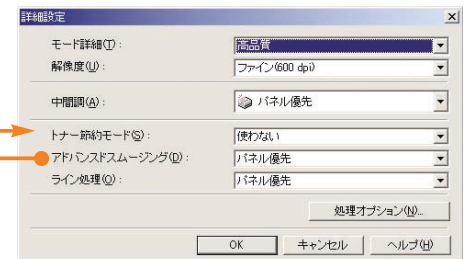 詳細設定
モード詳細(T): 高品質
解像度(U): ファイン(600 dpi)
中間調(A): パネル優先
トナー節約モード(S): 使わない
アドバンスドスムージング(D): パネル優先
ライン処理(Q): パネル優先
処理オプション(N)...
OK キャンセル ヘルプ(H)